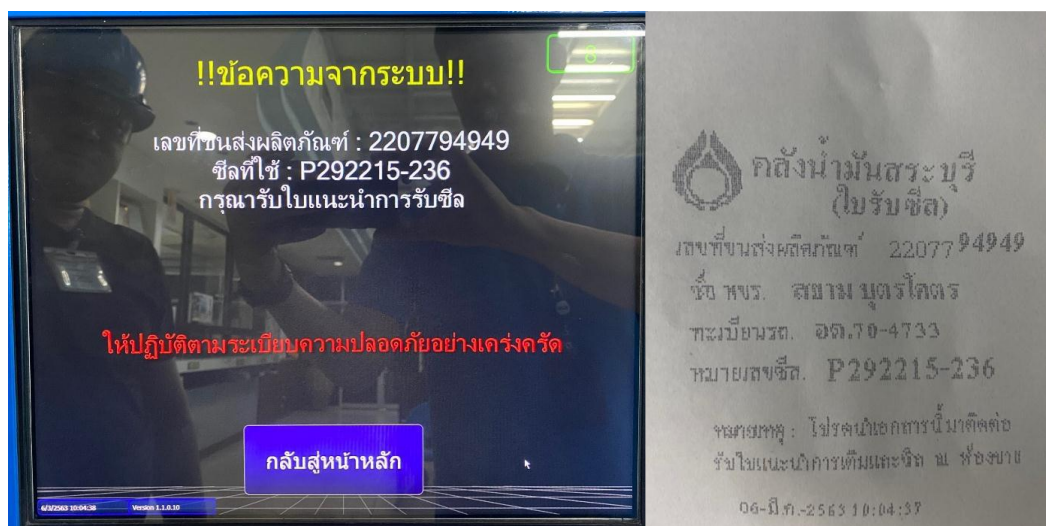 8
!!ข้อความจากระบบ!!
เลขที่ขนส่งผลิตภัณฑ์ : 2207794949
ซีลที่ใช้ : P292215-236
กรุณารับใบแนะนำการรับซีล
ให้ปฏิบัติตามระเบียบความปลอดภัยอย่างเคร่งครัด
กลับสู่หน้าหลัก
6/3/2563 10:04:38 Version 1.1.0.10
คลังน้ำมันสระบุรี
(ใบรับซีล)
เลขที่ขนส่งผลิตภัณฑ์ 2207794949
ชื่อ พขร. สยาม บุตรโคตร
ทะเบียนรถ. อด.70-4733
หมายเลขซีล. P292215-236
หมายเหตุ : โปรดนำเอกสารนี้มาติดต่อ
รับใบแนะนำการเติมและซีล ณ ห้องขาย
06-มี.ค.-2563 10:04:37